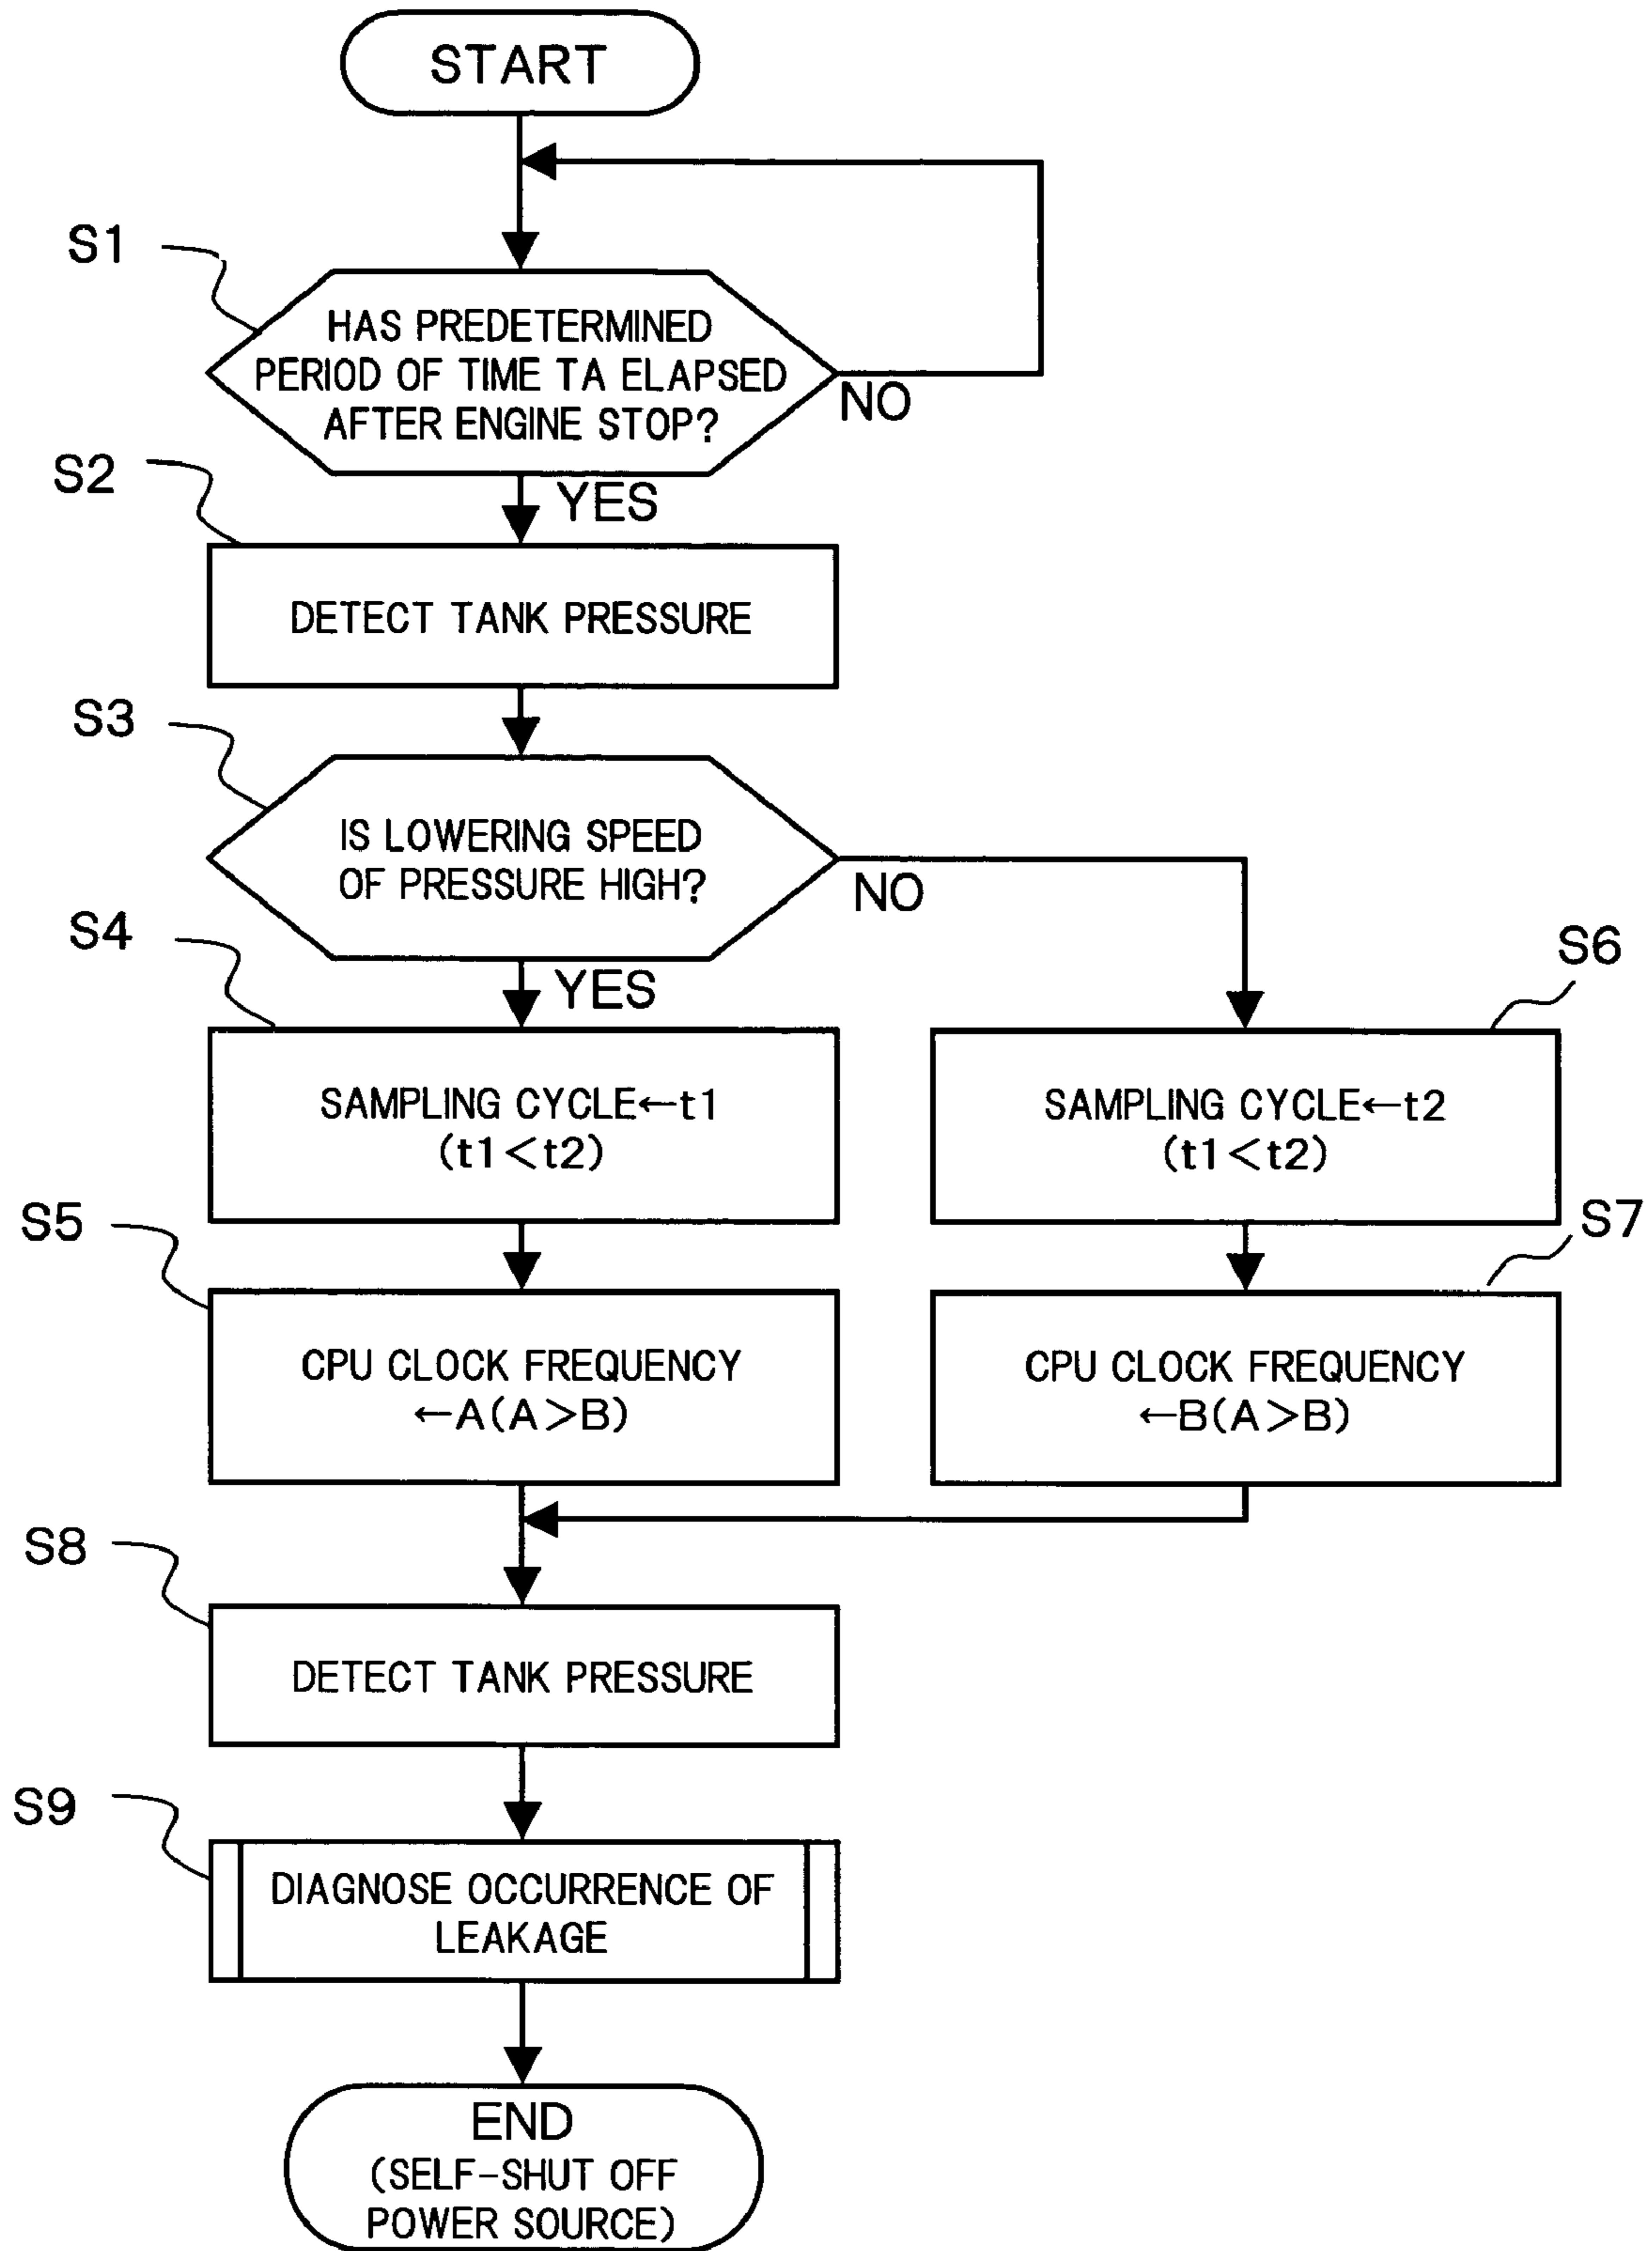 START
S1
HAS PREDETERMINED
PERIOD OF TIME TA ELAPSED
AFTER ENGINE STOP?
NO
YES
S2
DETECT TANK PRESSURE
S3
IS LOWERING SPEED
OF PRESSURE HIGH?
NO
YES
S4
SAMPLING CYCLE←t1
(t1<t2)
S6
SAMPLING CYCLE←t2
(t1<t2)
S5
CPU CLOCK FREQUENCY
←A(A>B)
S7
CPU CLOCK FREQUENCY
←B(A>B)
S8
DETECT TANK PRESSURE
S9
DIAGNOSE OCCURRENCE OF
LEAKAGE
END
(SELF-SHUT OFF
POWER SOURCE)